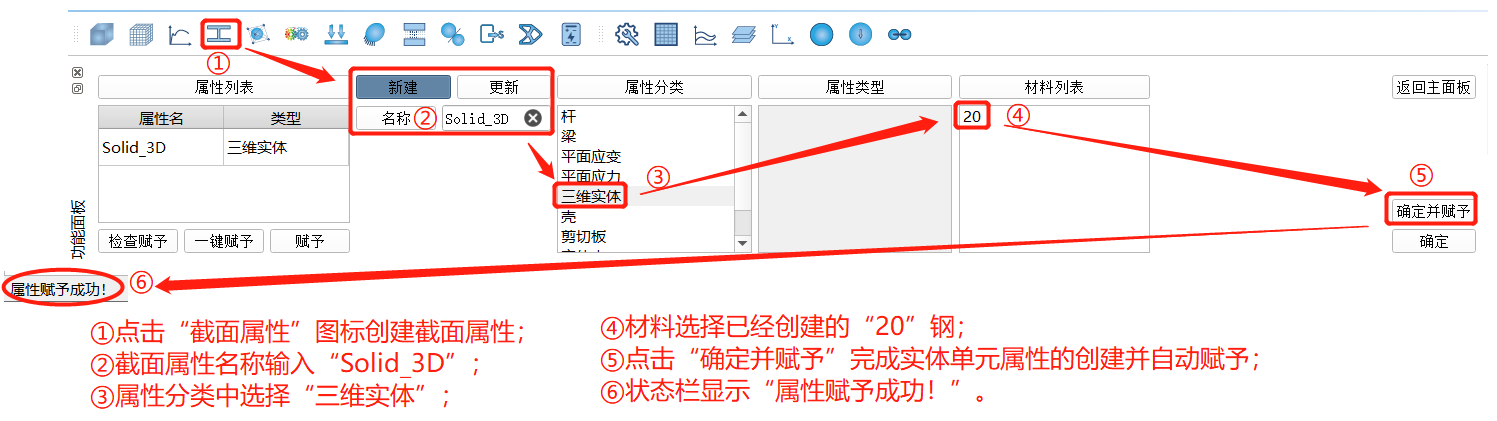 ①
属性列表
新建
更新
属性分类
属性类型
材料列表
返回主面板
属性名
类型
名称
②
Solid_3D
杆
梁
平面应变
平面应力
三维实体
壳
剪切板
20
④
Solid_3D
三维实体
③
⑤
功能面板
检查赋予
一键赋予
赋予
确定并赋予
确定
属性赋予成功!
⑥
①点击“截面属性”图标创建截面属性;
②截面属性名称输入“Solid_3D”;
③属性分类中选择“三维实体”;
④材料选择已经创建的“20”钢;
⑤点击“确定并赋予”完成实体单元属性的创建并自动赋予;
⑥状态栏显示“属性赋予成功！”。